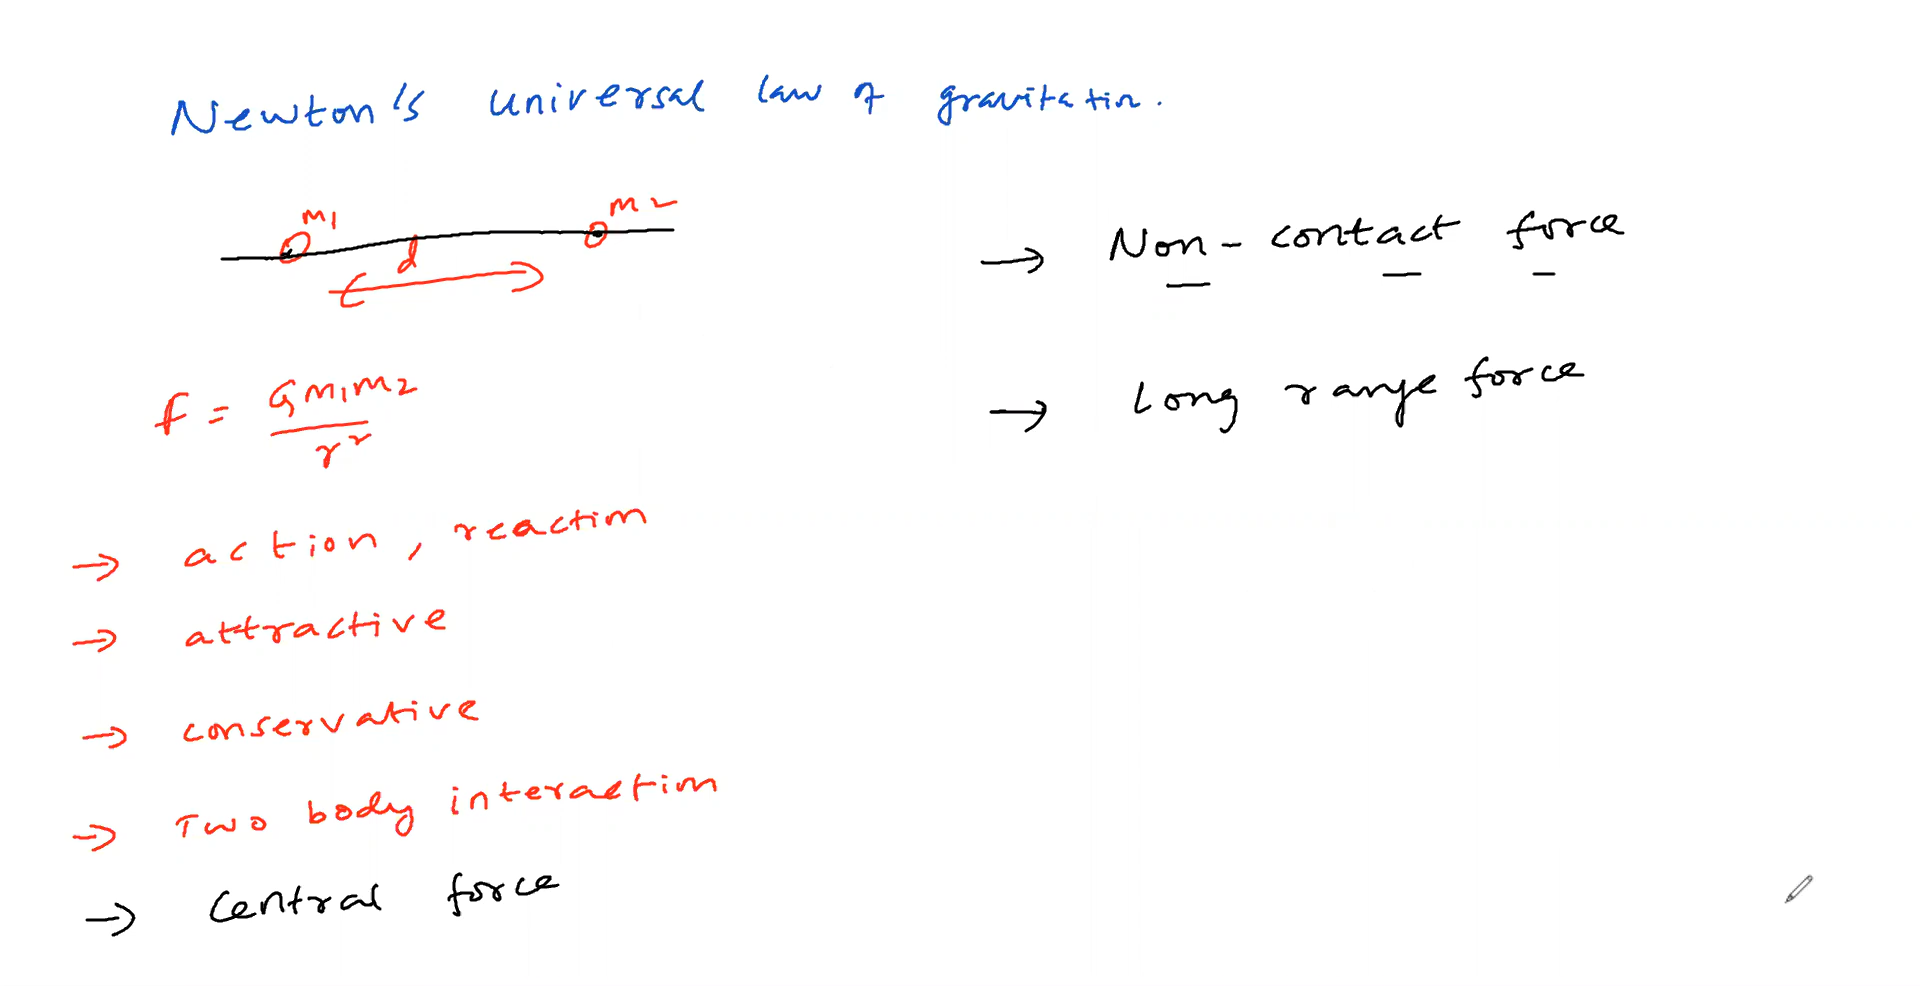 Newton's universal law of gravitation.
m1 m2
d
F = Gm1m2 / r²
→ action, reaction
→ attractive
→ conservative
→ Two body interaction
→ Central force
→ Non-contact force
→ Long range force